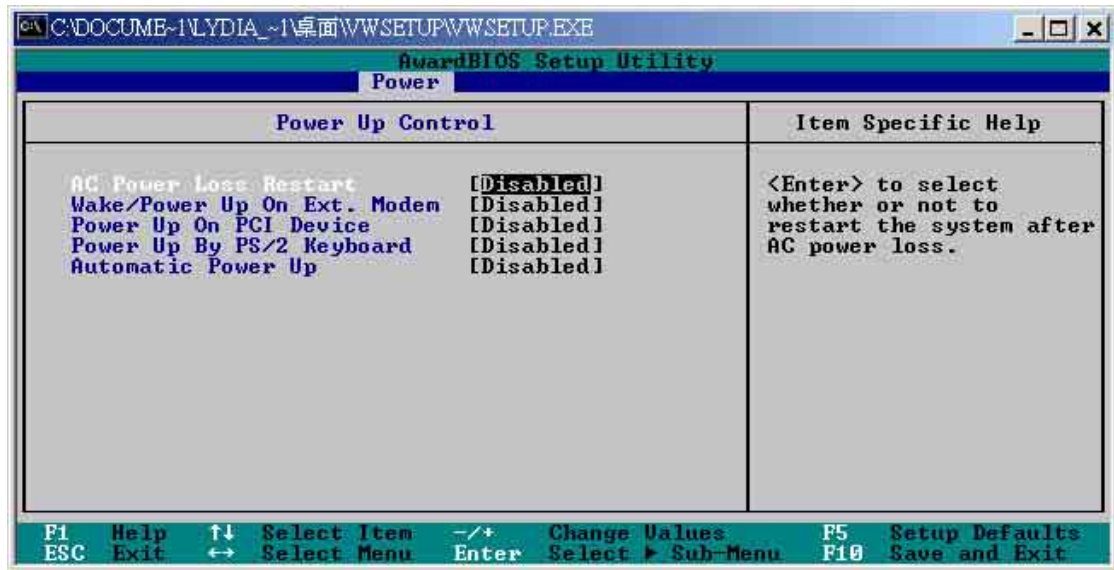 C:\DOCUME~1\LYDIA_~1\桌面\VWSETUP\VWSETUP.EXE
AwardBIOS Setup Utility
Power
Power Up Control
Item Specific Help
AC Power Loss Restart [Disabled]
Wake/Power Up On Ext. Modem [Disabled]
Power Up On PCI Device [Disabled]
Power Up By PS/2 Keyboard [Disabled]
Automatic Power Up [Disabled]
<Enter> to select
whether or not to
restart the system after
AC power loss.
F1 Help ↑↓ Select Item -/+ Change Values F5 Setup Defaults
ESC Exit ↔ Select Menu Enter Select ▶ Sub-Menu F10 Save and Exit